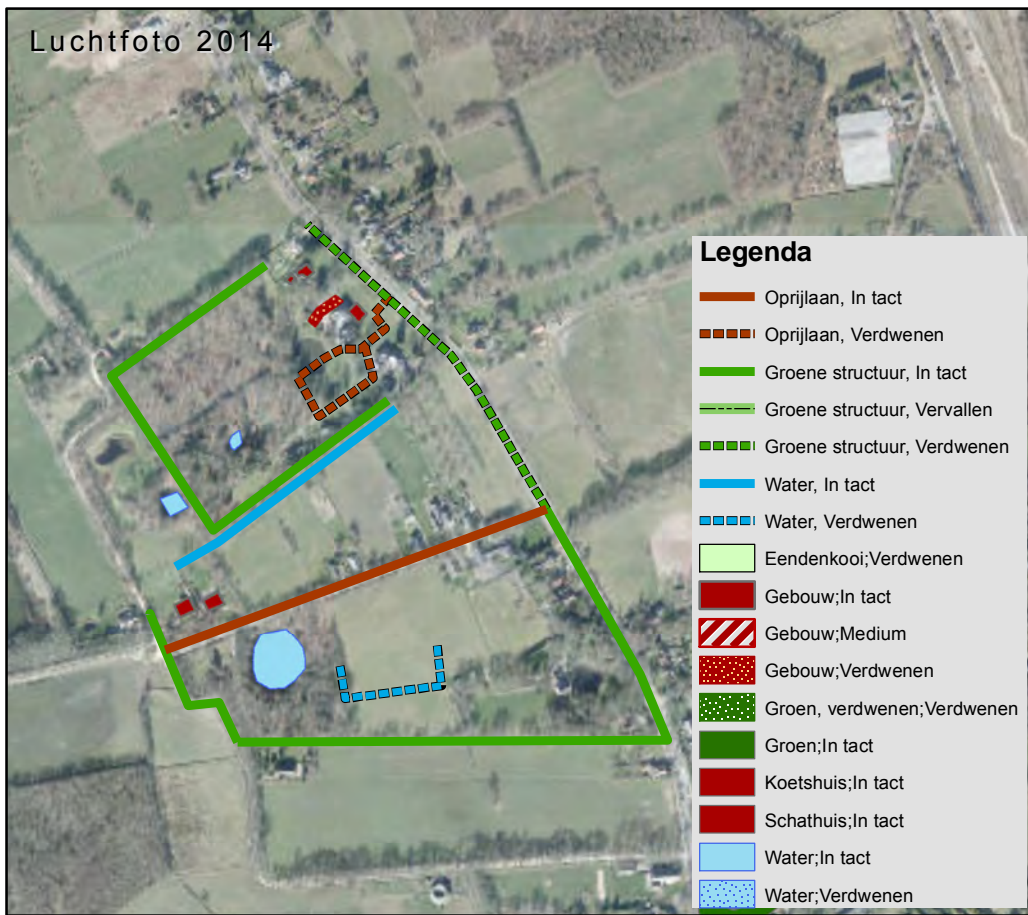 Luchtfoto 2014
Legenda
Oprijlaan, In tact
Oprijlaan, Verdwenen
Groene structuur, In tact
Groene structuur, Vervallen
Groene structuur, Verdwenen
Water, In tact
Water, Verdwenen
Eendenkooi;Verdwenen
Gebouw;In tact
Gebouw;Medium
Gebouw;Verdwenen
Groen, verdwenen;Verdwenen
Groen;In tact
Koetshuis;In tact
Schathuis;In tact
Water;In tact
Water;Verdwenen